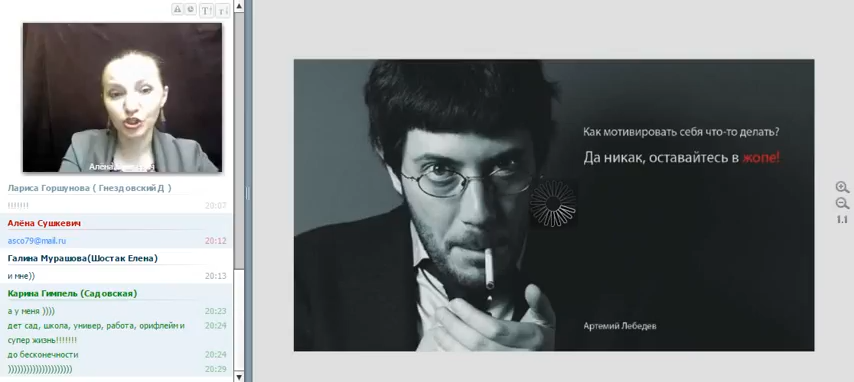 Алёна
Лариса Горшунова ( Гнездовский Д )
!!!!!!! 20:07
Алёна Сушкевич
asco79@mail.ru 20:12
Галина Мурашова(Шостак Елена)
и мне)) 20:13
Карина Гимпель (Садовская)
а у меня )))) 20:23
дет сад, школа, универ, работа, орифлейм и 20:24
супер жизнь!!!!!!!
до бесконечности 20:24
)))))))))))))))))))))) 20:29
Как мотивировать себя что-то делать?
Да никак, оставайтесь в жопе!
Артемий Лебедев
1.1